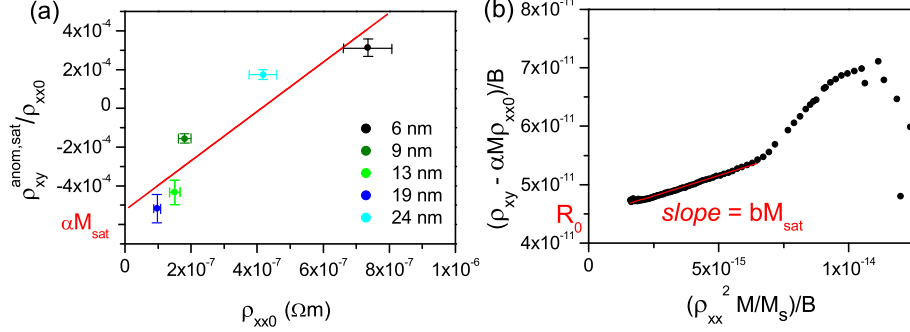 (a)
4x10⁻⁴
2x10⁻⁴
0
-2x10⁻⁴
-4x10⁻⁴
ρxy^anom,sat/ρxx0
αMsat
6 nm
9 nm
13 nm
19 nm
24 nm
0 2x10⁻⁷ 4x10⁻⁷ 6x10⁻⁷ 8x10⁻⁷ 1x10⁻⁶
ρxx0 (Ωm)
(b)
8x10⁻¹¹
7x10⁻¹¹
6x10⁻¹¹
5x10⁻¹¹
4x10⁻¹¹
(ρxy - αMρxx0)/B
R₀
slope = bMsat
5x10⁻¹⁵ 1x10⁻¹⁴
(ρxx² M/Ms)/B